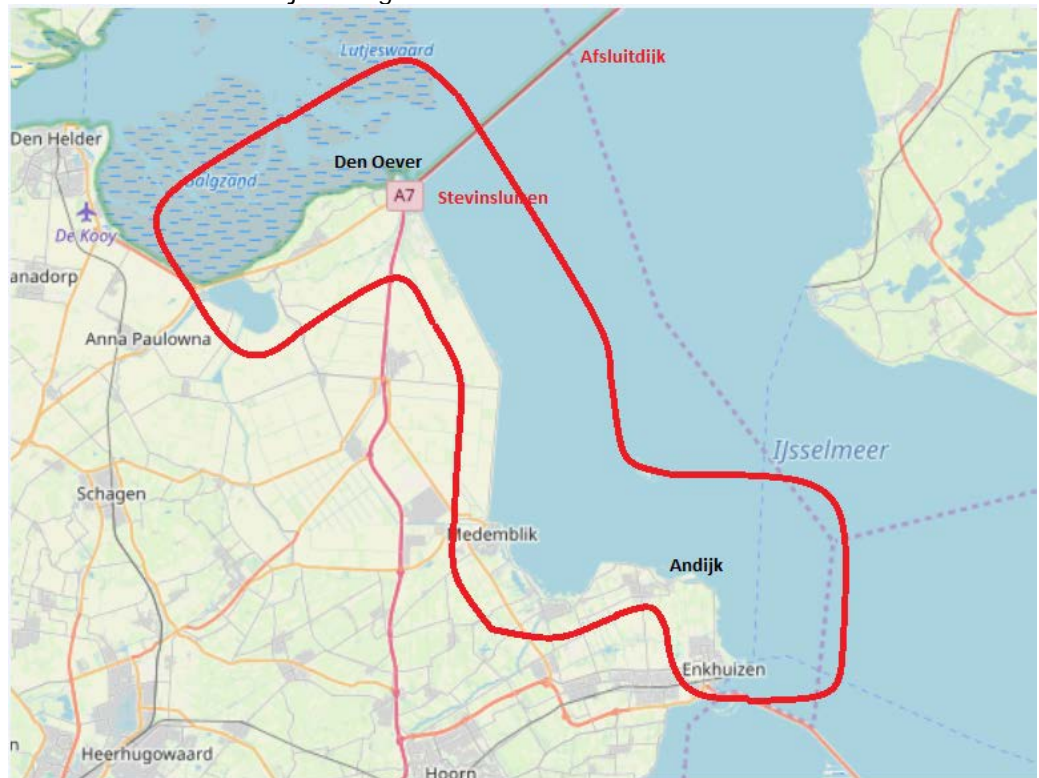 Lutjeswaard
Afsluitdijk
Den Helder
Den Oever
Balgzand
A7
Stevinsluizen
De Kooy
anadorp
Anna Paulowna
IJsselmeer
Schagen
Medemblik
Andijk
Enkhuizen
n
Heerhugowaard
Hoorn